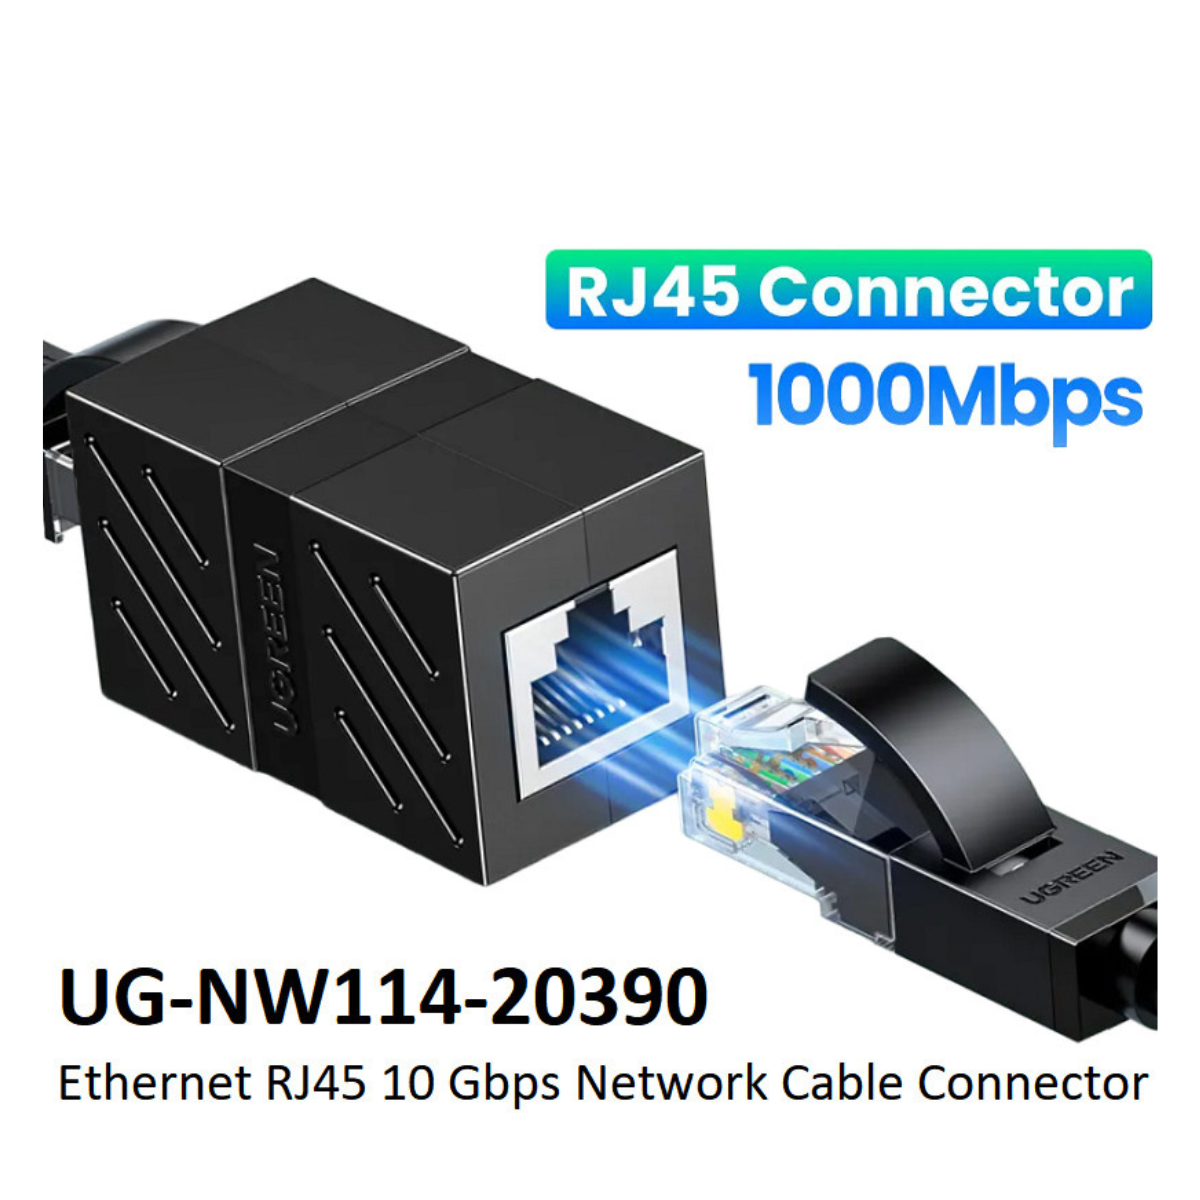 RJ45 Connector
1000Mbps
UGREEN
UGREEN
UG-NW114-20390
Ethernet RJ45 10 Gbps Network Cable Connector